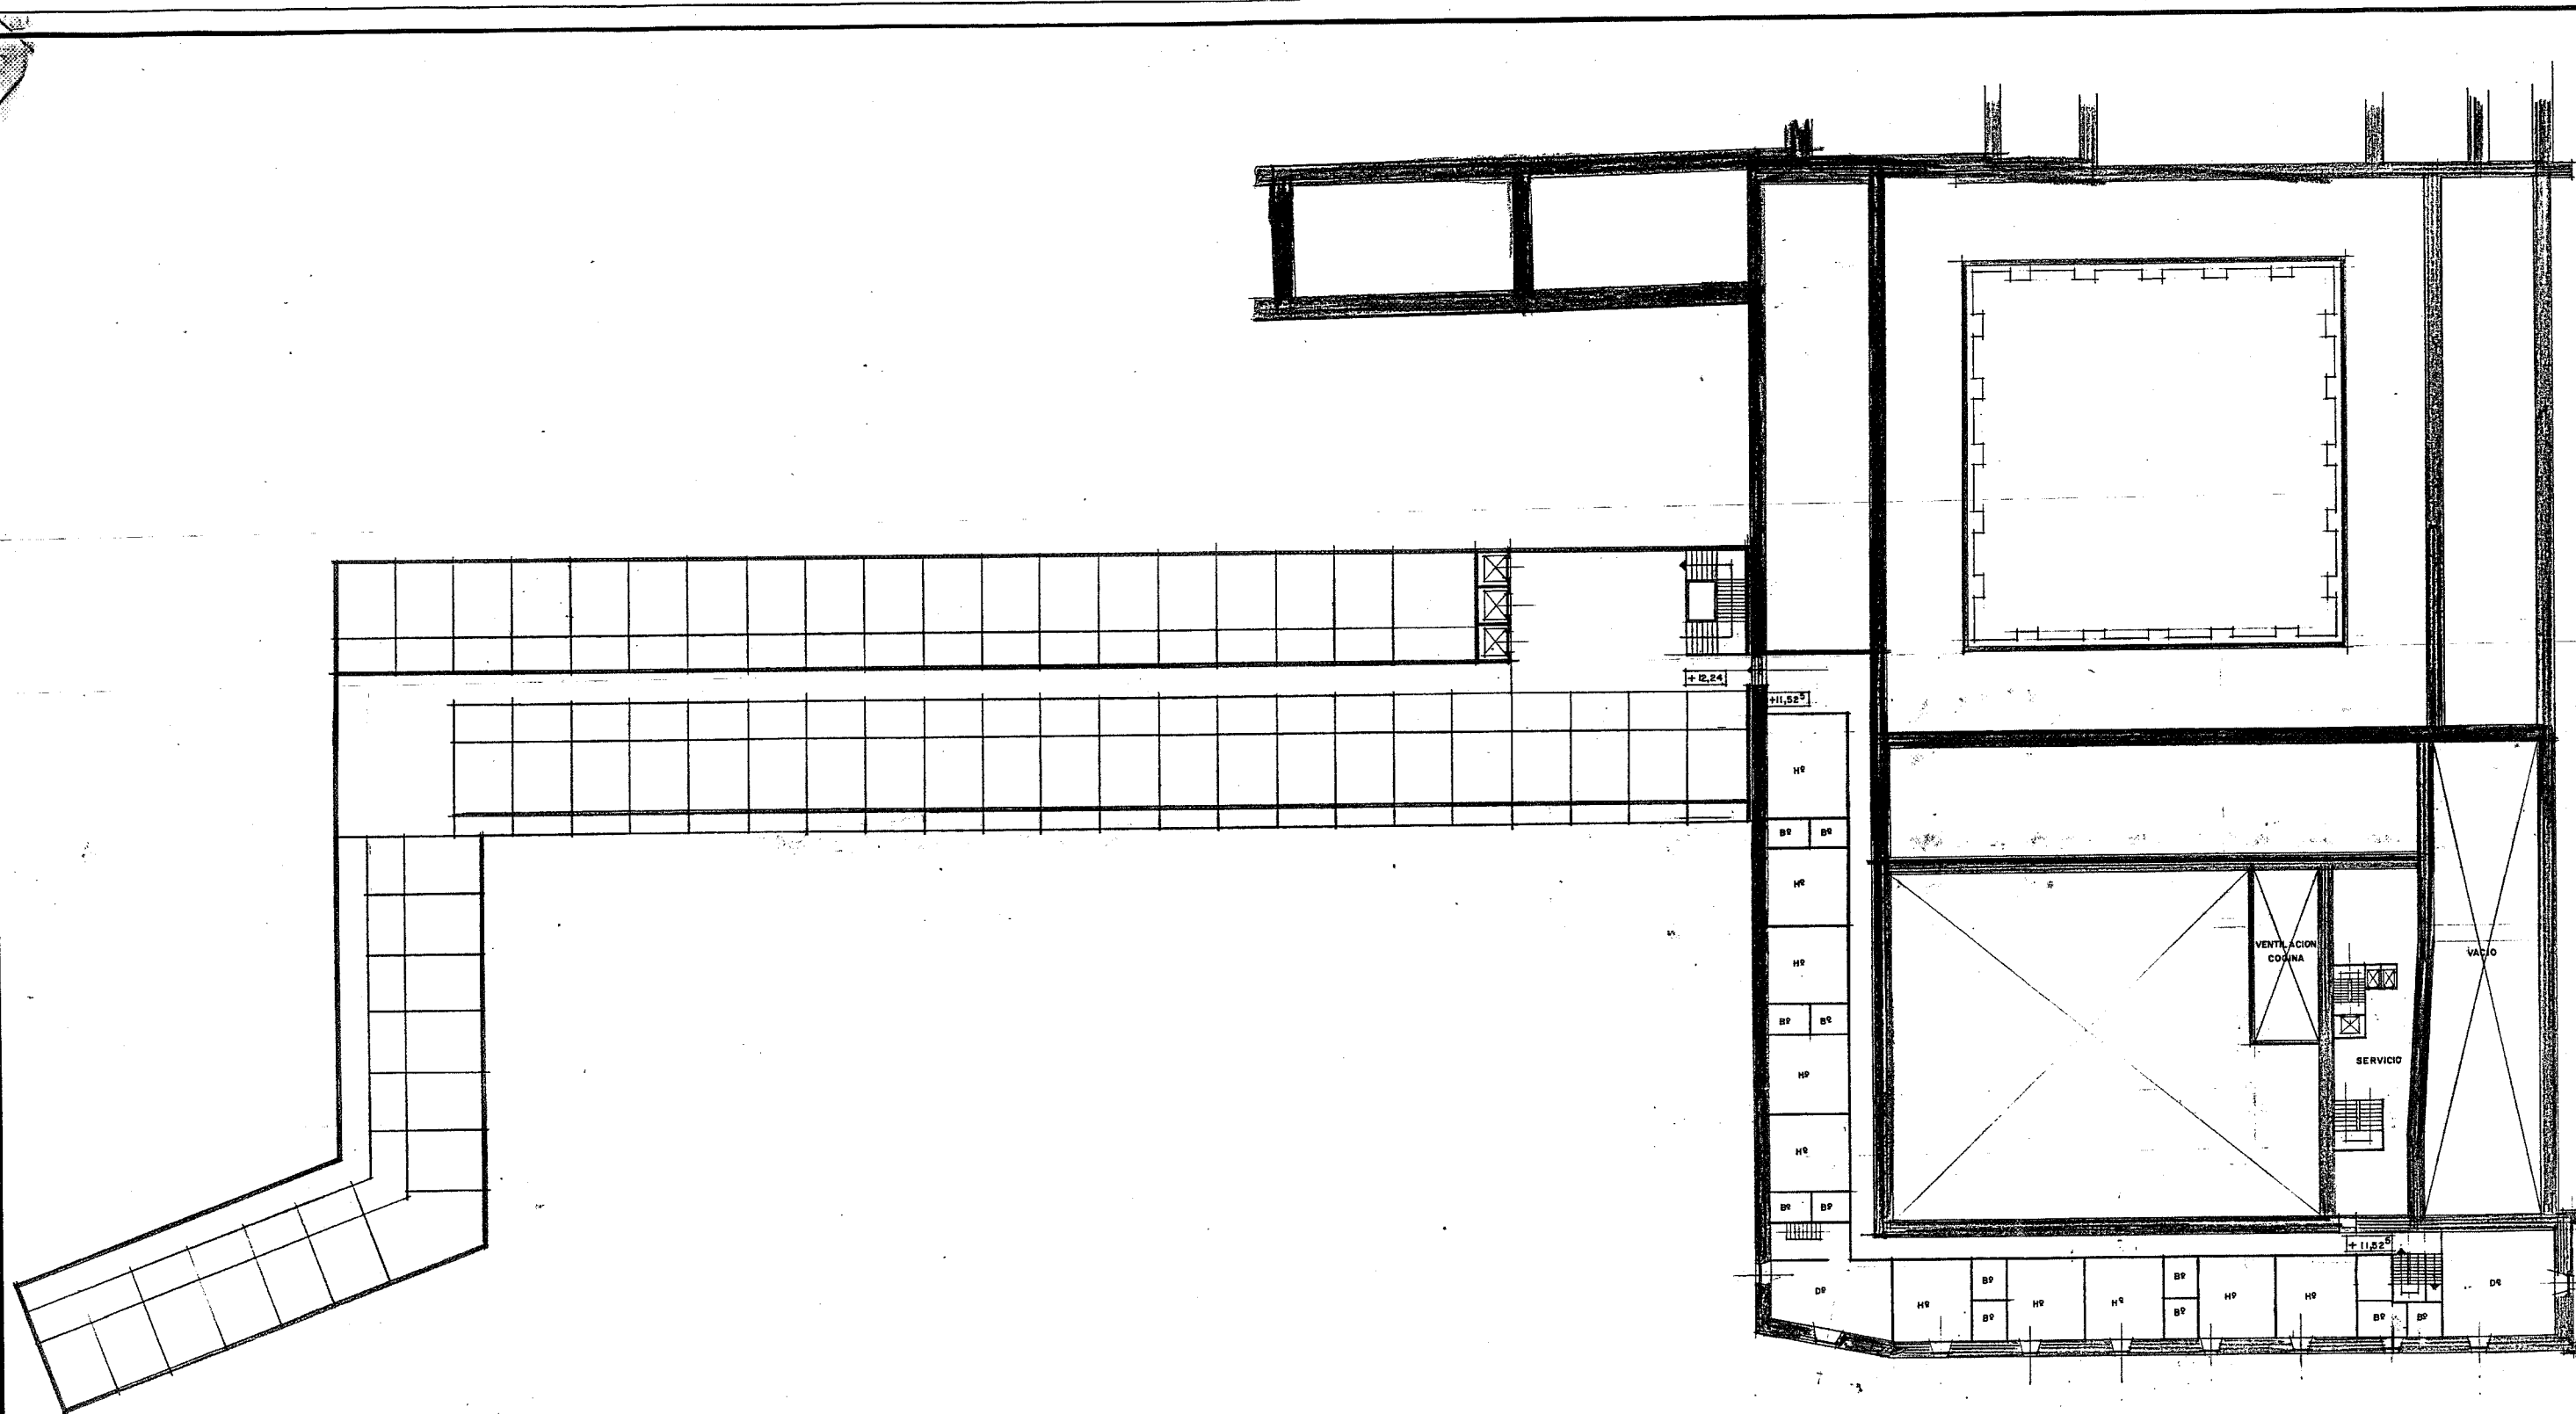 +12,24
+11,52⁵
Hº
Bº Bº
Hº
VENTILACION
COCINA
VACIO
Hº
Bº Bº
SERVICIO
Hº
Hº
Bº Bº
+11,52⁵
Dº
Hº
Bº
Bº
Hº
Hº
Bº
Bº
Hº
Hº
Bº
Bº
Dº